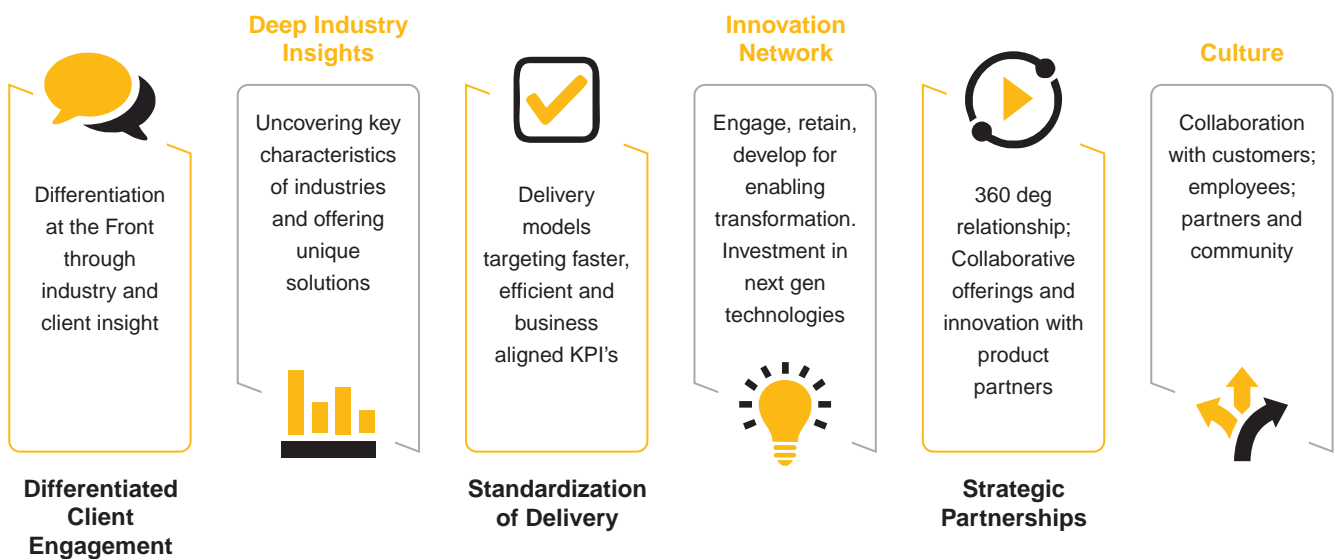 Differentiation
at the Front
through
industry and
client insight
Differentiated
Client
Engagement
Deep Industry
Insights
Uncovering key
characteristics
of industries
and offering
unique
solutions
Delivery
models
targeting faster,
efficient and
business
aligned KPI's
Standardization
of Delivery
Innovation
Network
Engage, retain,
develop for
enabling
transformation.
Investment in
next gen
technologies
360 deg
relationship;
Collaborative
offerings and
innovation with
product
partners
Strategic
Partnerships
Culture
Collaboration
with customers;
employees;
partners and
community